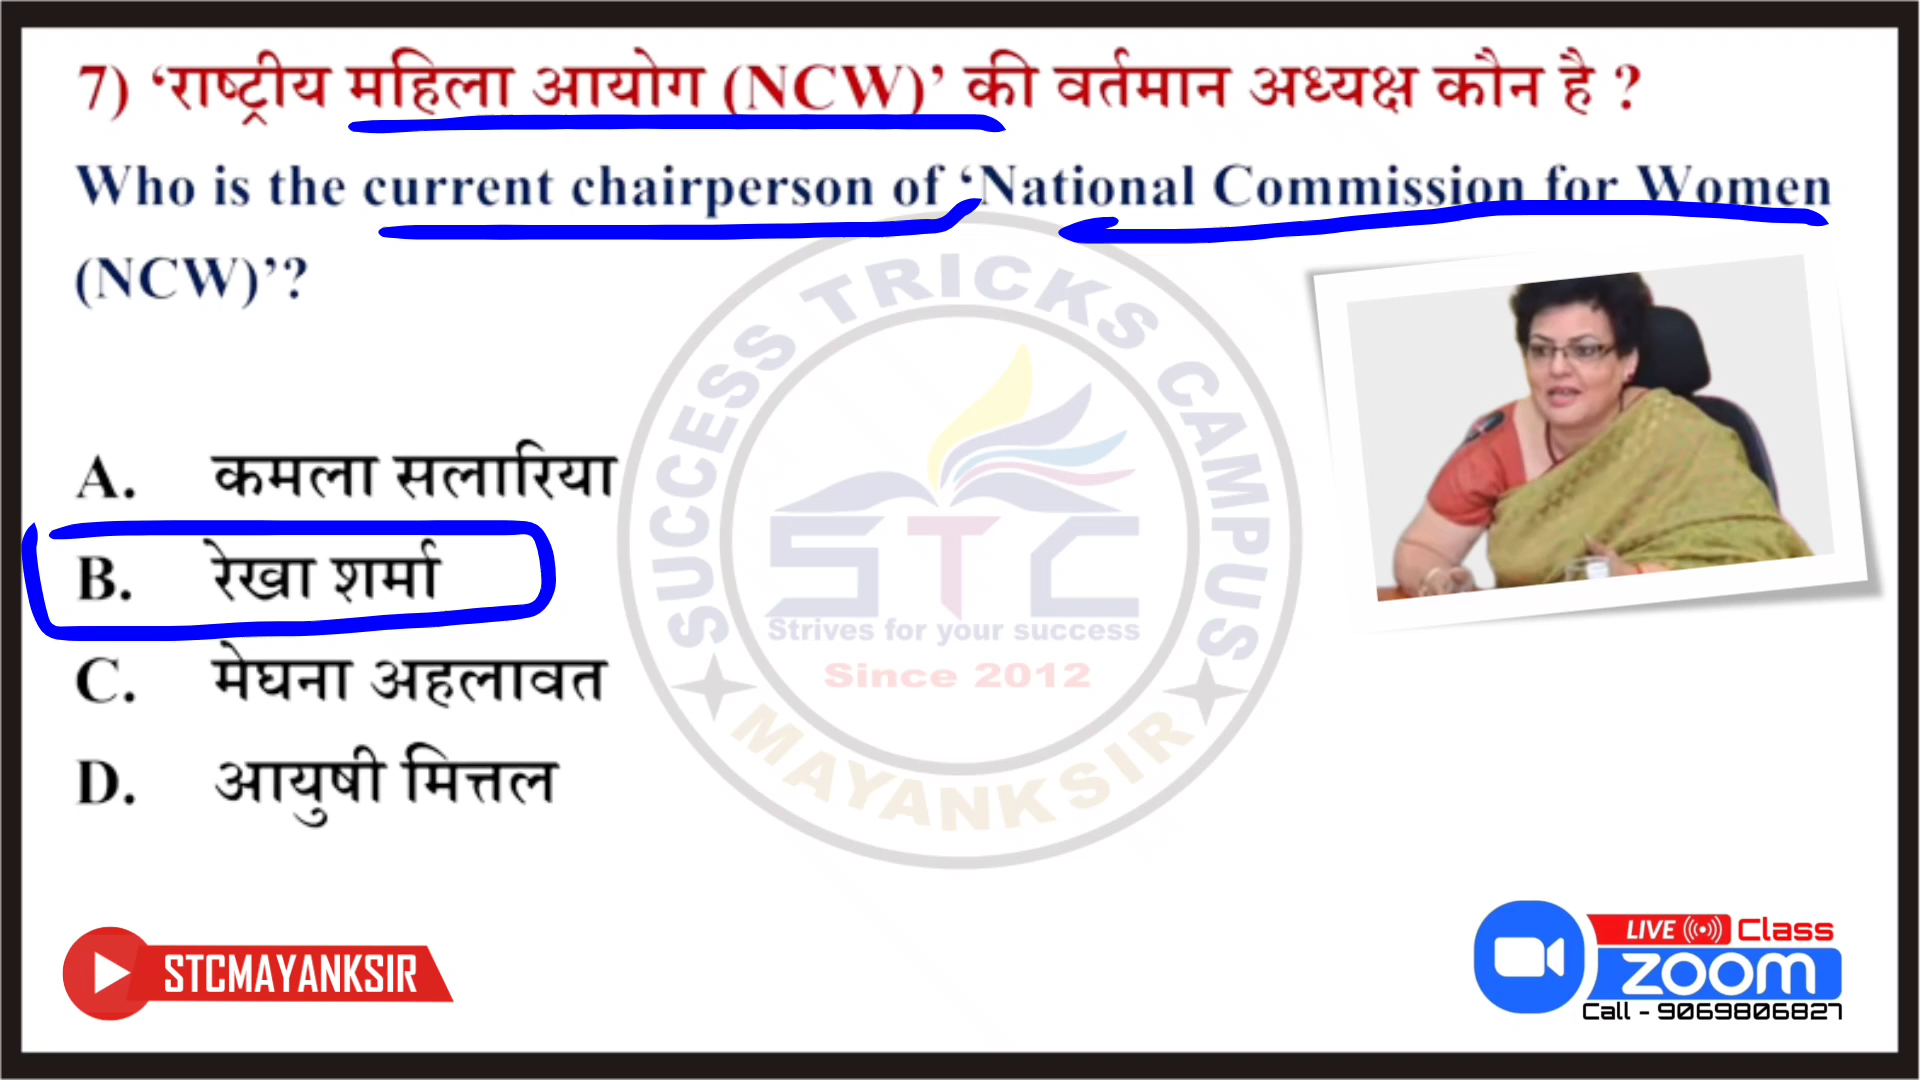 7) ‘राष्ट्रीय महिला आयोग (NCW)’ की वर्तमान अध्यक्ष कौन है ?
Who is the current chairperson of ‘National Commission for Women
(NCW)’?
A. कमला सलारिया
B. रेखा शर्मा
C. मेघना अहलावत
D. आयुषी मित्तल
SUCCESS TRICKS CAMPUS
STC
Strives for your success
Since 2012
MAYANKSIR
STCMAYANKSIR
LIVE Class
zoom
Call - 9069806827